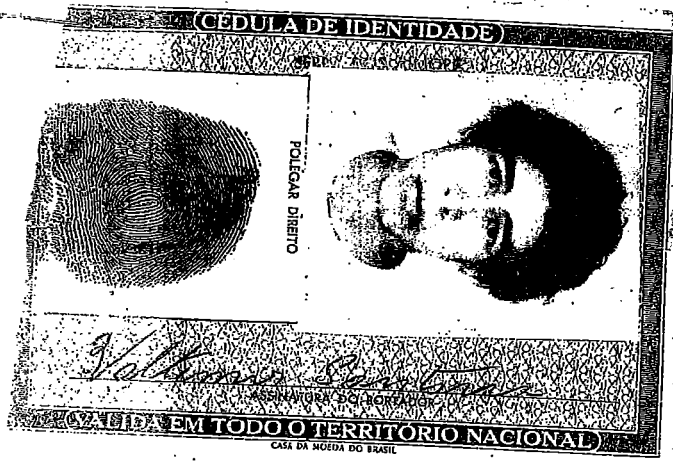 CÉDULA DE IDENTIDADE
POLEGAR DIREITO
ASSINATURA DO PORTADOR
VÁLIDA EM TODO O TERRITÓRIO NACIONAL
CASA DA MOEDA DO BRASIL